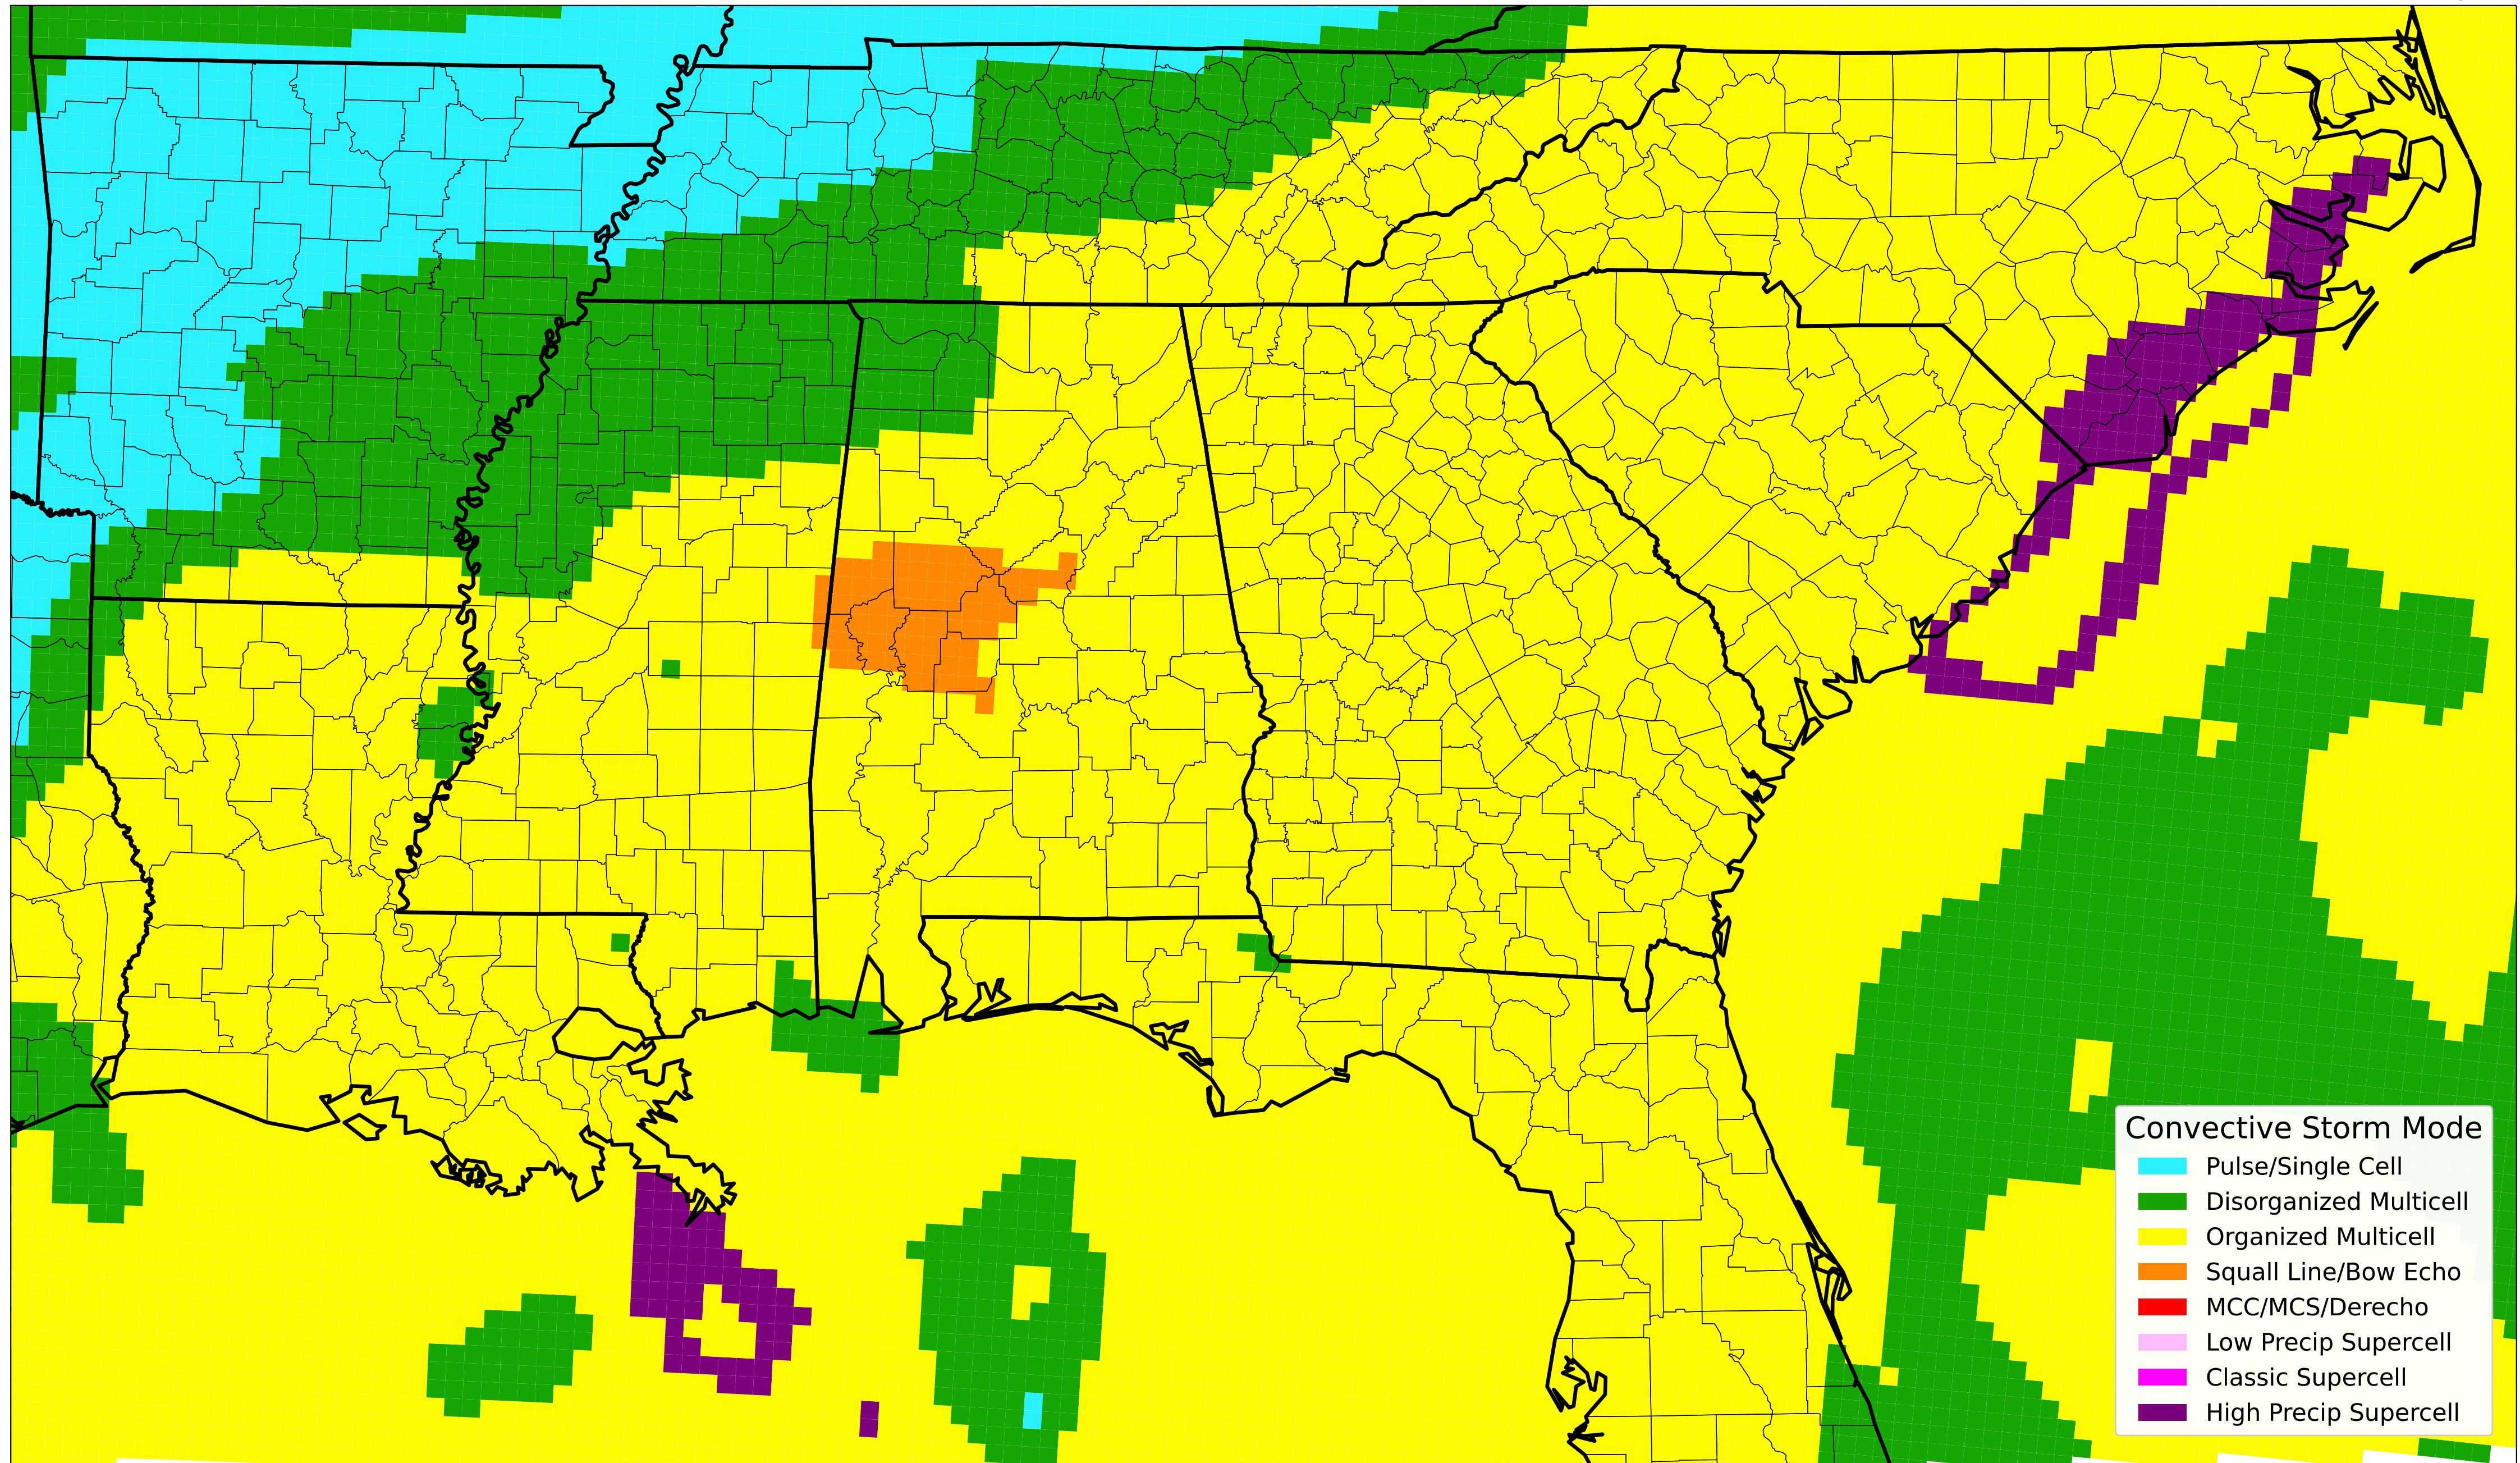 Convective Storm Mode
Pulse/Single Cell
Disorganized Multicell
Organized Multicell
Squall Line/Bow Echo
MCC/MCS/Derecho
Low Precip Supercell
Classic Supercell
High Precip Supercell